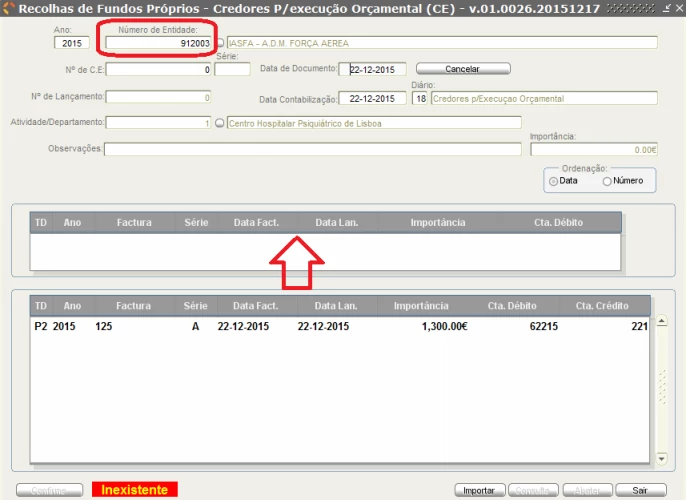 Recolhas de Fundos Próprios - Credores P/execução Orçamental (CE) - v.01.0026.20151217
Ano: Número de Entidade:
2015 912003 IASFA - A.D.M. FORÇA AEREA
Nº de C.E: 0 Série: Data de Documento: 22-12-2015 Cancelar
Nº de Lançamento: 0 Data Contabilização: 22-12-2015 Diário: 18 Credores p/Execuçao Orçamental
Atividade/Departamento: 1 Centro Hospitalar Psiquiátrico de Lisboa
Observações: Importância: 0.00€
Ordenação:
Data Número
TD Ano Factura Série Data Fact. Data Lan. Importância Cta. Débito
TD Ano Factura Série Data Fact. Data Lan. Importância Cta. Débito Cta. Crédito
P2 2015 125 A 22-12-2015 22-12-2015 1,300.00€ 62215 221
Confirme Inexistente Importar Consulta Abater Sair